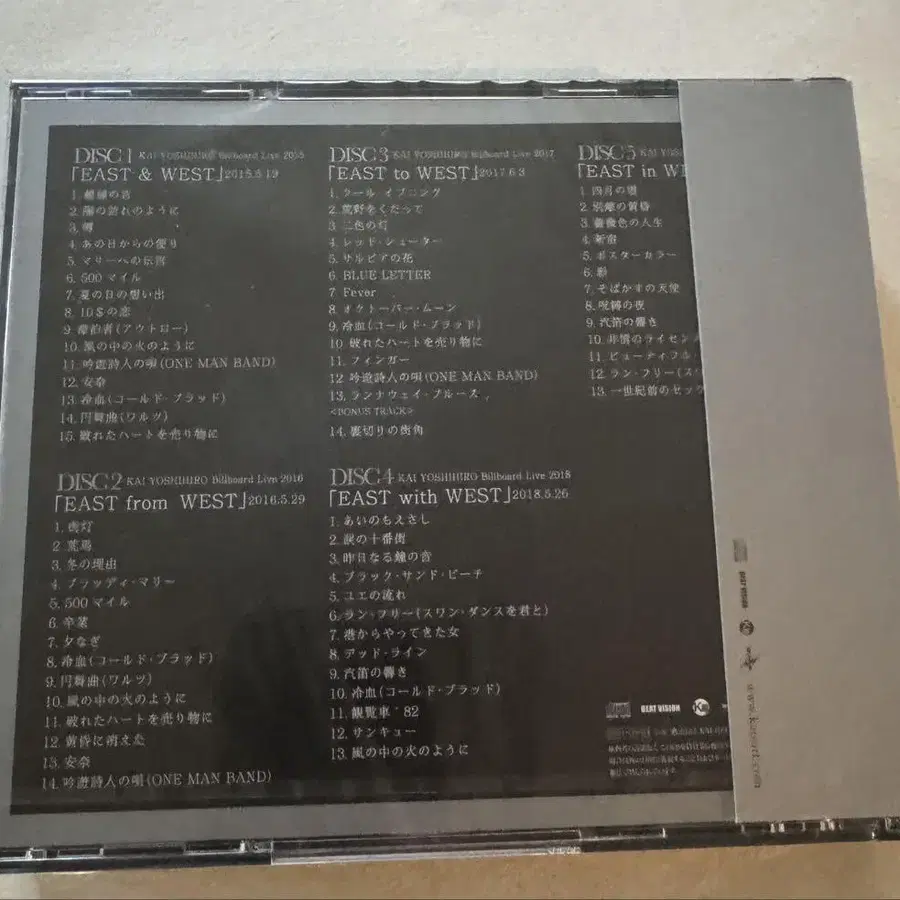 DISC1 KAI YOSHIHIRO Billboard Live 2015
「EAST & WEST」2015.5.19
2. 陽の訪れのように
3. 噂
4. あの日からの便り
5. マリーへの伝言
6. 500マイル
7. 夏の日の想い出
8. 10$の恋
9. 漂泊者(アウトロー)
10. 風の中の火のように
11. 吟遊詩人の唄(ONE MAN BAND)
12. 安奈
13. 冷血(コールド・ブラッド)
14. 円舞曲(ワルツ)
15. 破れたハートを売り物に
DISC2 KAI YOSHIHIRO Billboard Live 2016
「EAST from WEST」2016.5.29
1. 街灯
2. 荒馬
3. 冬の理由
4. ブラッディ・マリー
5. 500マイル
6. 卒業
7. 夕なぎ
8. 冷血(コールド・ブラッド)
9. 円舞曲(ワルツ)
10. 風の中の火のように
11. 破れたハートを売り物に
12. 黄昏に消えた
13. 安奈
14. 吟遊詩人の唄(ONE MAN BAND)
DISC3 KAI YOSHIHIRO Billboard Live 2017
「EAST to WEST」2017.6.3
1. クール イブニング
2. 荒野をくだって
3. 二色の灯
4. レッド・シューター
5. サルビアの花
6. BLUE LETTER
7. Fever
8. オクトーバー・ムーン
9. 冷血(コールド・ブラッド)
10. 破れたハートを売り物に
11. フィンガー
12. 吟遊詩人の唄(ONE MAN BAND)
13. ランナウェイ・ブルース
<BONUS TRACK>
14. 裏切りの街角
DISC4 KAI YOSHIHIRO Billboard Live 2018
「EAST with WEST」2018.5.26
1. あいのもえさし
2. 涙の十番街
3. 昨日なる鐘の音
4. ブラック・サンド・ビーチ
5. ユエの流れ
6. ラン・フリー(スワン・ダンスを君と)
7. 港からやってきた女
8. デッド・ライン
9. 汽笛の響き
10. 冷血(コールド・ブラッド)
11. 観覧車'82
12. サンキュー
13. 嵐の中の火のように
DISC5 KAI YOSH
「EAST in W
1. 四月の雪
2. 別離の黄昏
3. 薔薇色の人生
4. 新宿
5. ポスターカラー
6. 影
7. そばかすの天使
8. 呪縛の夜
9. 汽笛の響き
10. 非情のライセン
11. ビューティフル
12. ラン・フリー(ス
13. 一世紀前のセッ
BEAT VISION
BEAT VISION